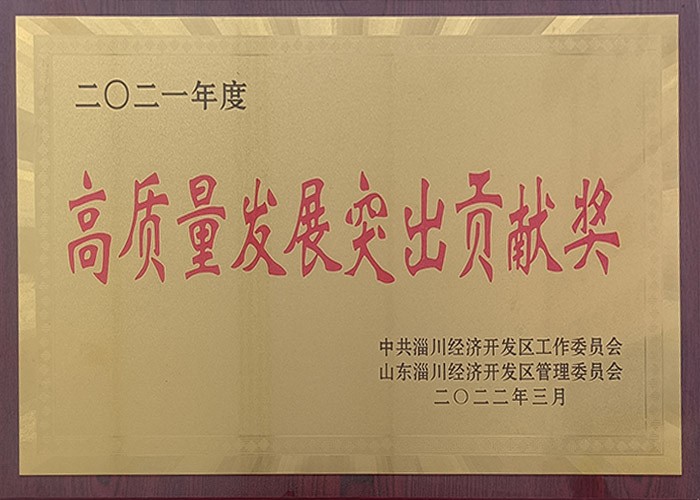 二〇二一年度
高质量发展突出贡献奖
中共淄川经济开发区工作委员会
山东淄川经济开发区管理委员会
二〇二二年三月